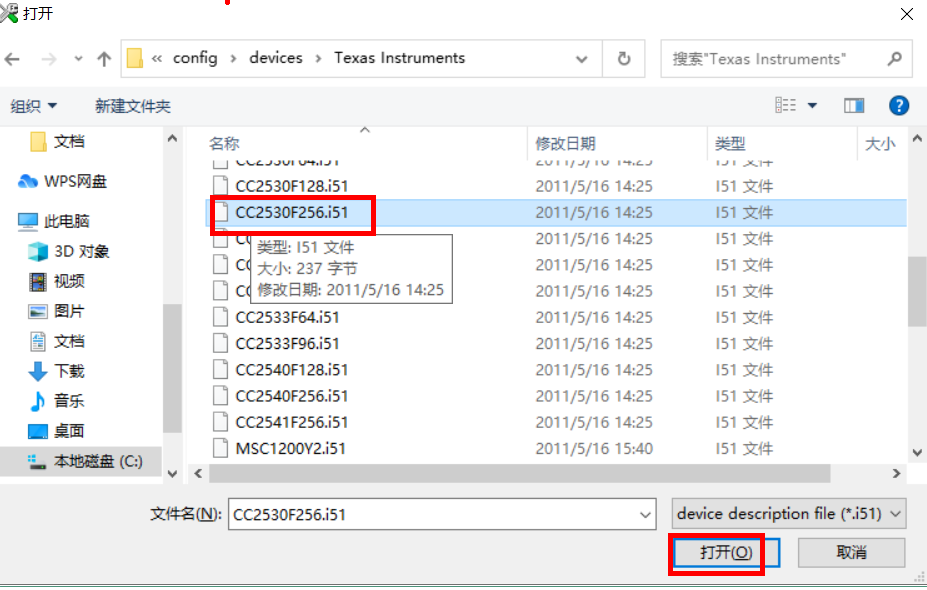 打开
« config › devices › Texas Instruments
搜索"Texas Instruments"
组织 新建文件夹
文档
WPS网盘
此电脑
3D 对象
视频
图片
文档
下载
音乐
桌面
本地磁盘 (C:)
名称 修改日期 类型 大小
CC2530F64.i51 2011/5/16 14:25 I51 文件
CC2530F128.i51 2011/5/16 14:25 I51 文件
CC2530F256.i51 2011/5/16 14:25 I51 文件
2011/5/16 14:25 I51 文件
2011/5/16 14:25 I51 文件
2011/5/16 14:25 I51 文件
类型: I51 文件
大小: 237 字节
修改日期: 2011/5/16 14:25
CC2533F64.i51 2011/5/16 14:25 I51 文件
CC2533F96.i51 2011/5/16 14:25 I51 文件
CC2540F128.i51 2011/5/16 14:25 I51 文件
CC2540F256.i51 2011/5/16 14:25 I51 文件
CC2541F256.i51 2011/5/16 14:25 I51 文件
MSC1200Y2.i51 2011/5/16 15:40 I51 文件
文件名(N): CC2530F256.i51 device description file (*.i51)
打开(O) 取消